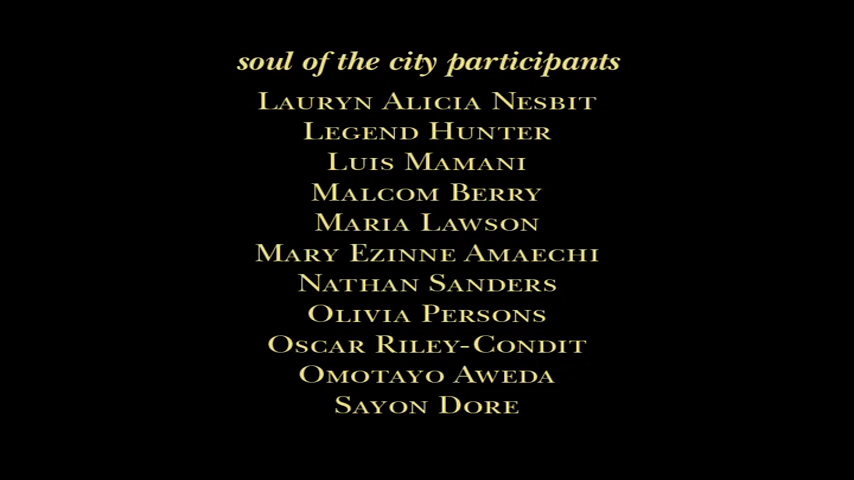 soul of the city participants
Lauryn Alicia Nesbit
Legend Hunter
Luis Mamani
Malcom Berry
Maria Lawson
Mary Ezinne Amaechi
Nathan Sanders
Olivia Persons
Oscar Riley-Condit
Omotayo Aweda
Sayon Dore